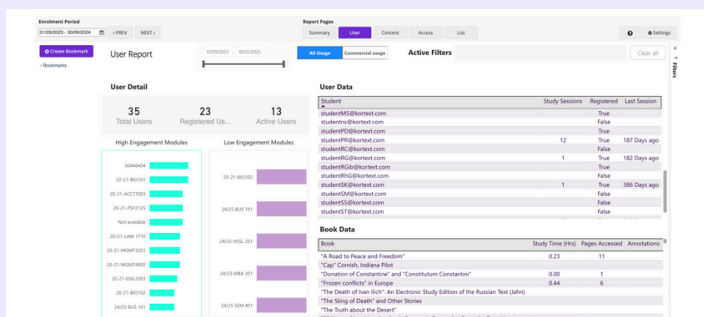 Enrolment Period
01/09/2023 - 30/09/2024
‹ PREV NEXT ›
Report Pages
Summary User Content Access List
Settings
Create Bookmark
‹ Bookmarks
User Report
15/09/2023 18/03/2025
All Usage Commercial usage
Active Filters
Clear all
Filters
User Detail
35 23 13
Total Users Registered Us... Active Users
High Engagement Modules
00446404
20-21-BIO101
20-21-ACCT003
20-21-PSY2125
Not available
20-21-LAW 1710
20-21-MGMT3201
20-21-MGMT4002
20-21-ENG1003
20-21-BIO102
24/25 BUS 101
Low Engagement Modules
20-21-BIO102
24/25 BUS 101
24/25 HISL 201
24/25 MBA 301
24/25 SEM 401
User Data
Student Study Sessions Registered Last Session
studentMS@kortext.com True
studentns@kortext.com False
studentPD@kortext.com True
studentPR@kortext.com 12 True 187 Days ago
studentRC@kortext.com False
studentRG@kortext.com 1 True 182 Days ago
studentRGib@kortext.com True
studentRhG@kortext.com False
studentSK@kortext.com 1 True 386 Days ago
studentSM@kortext.com False
studentSS@kortext.com False
studentST@kortext.com False
Book Data
Book Study Time (Hrs) Pages Accessed Annotations
"A Road to Peace and Freedom" 0.23 11
"Cap" Cornish, Indiana Pilot
"Donation of Constantine" and "Constitutum Constantini" 0.00 1
"Frozen conflicts" in Europe 0.44 6
"The Death of Ivan Ilich": An Electronic Study Edition of the Russian Text (Jahn)
"The Sting of Death" and Other Stories
"The Truth about the Desert"